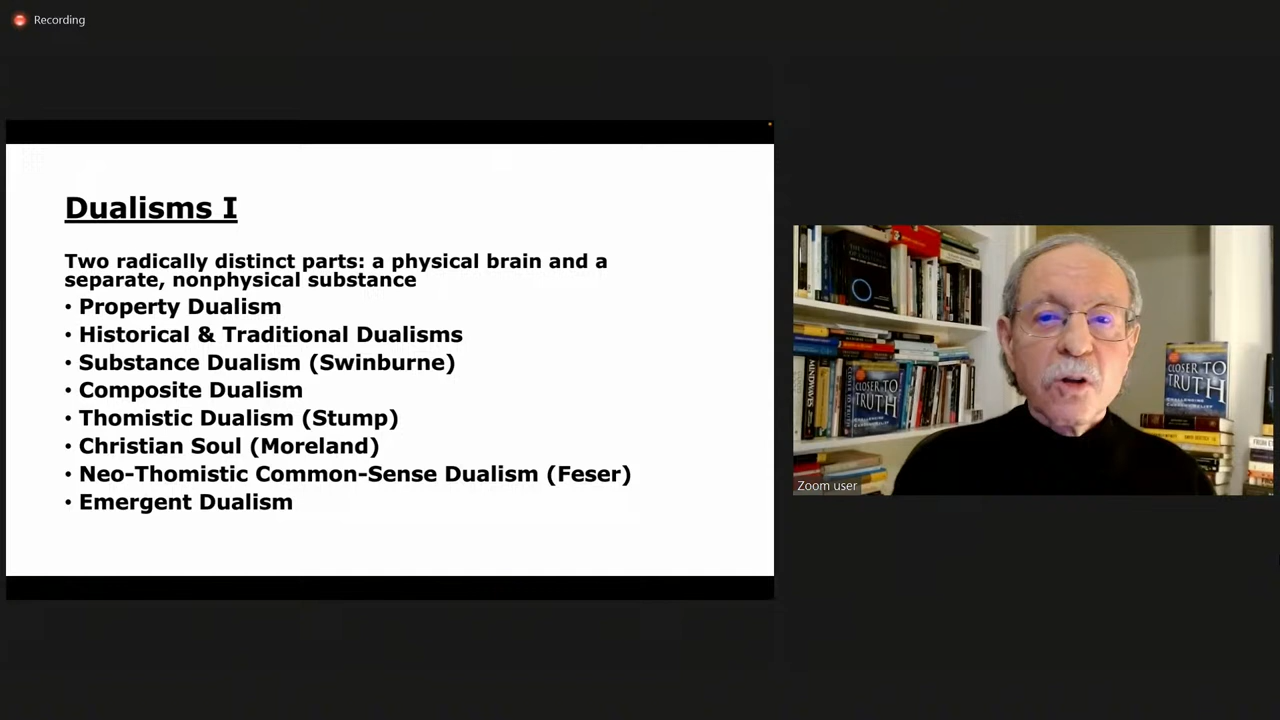 Recording
Dualisms I
Two radically distinct parts: a physical brain and a
separate, nonphysical substance
• Property Dualism
• Historical & Traditional Dualisms
• Substance Dualism (Swinburne)
• Composite Dualism
• Thomistic Dualism (Stump)
• Christian Soul (Moreland)
• Neo-Thomistic Common-Sense Dualism (Feser)
• Emergent Dualism
MINDWAVES
CLOSER TO
TRUTH
CLOSER TO
TRUTH
Zoom user